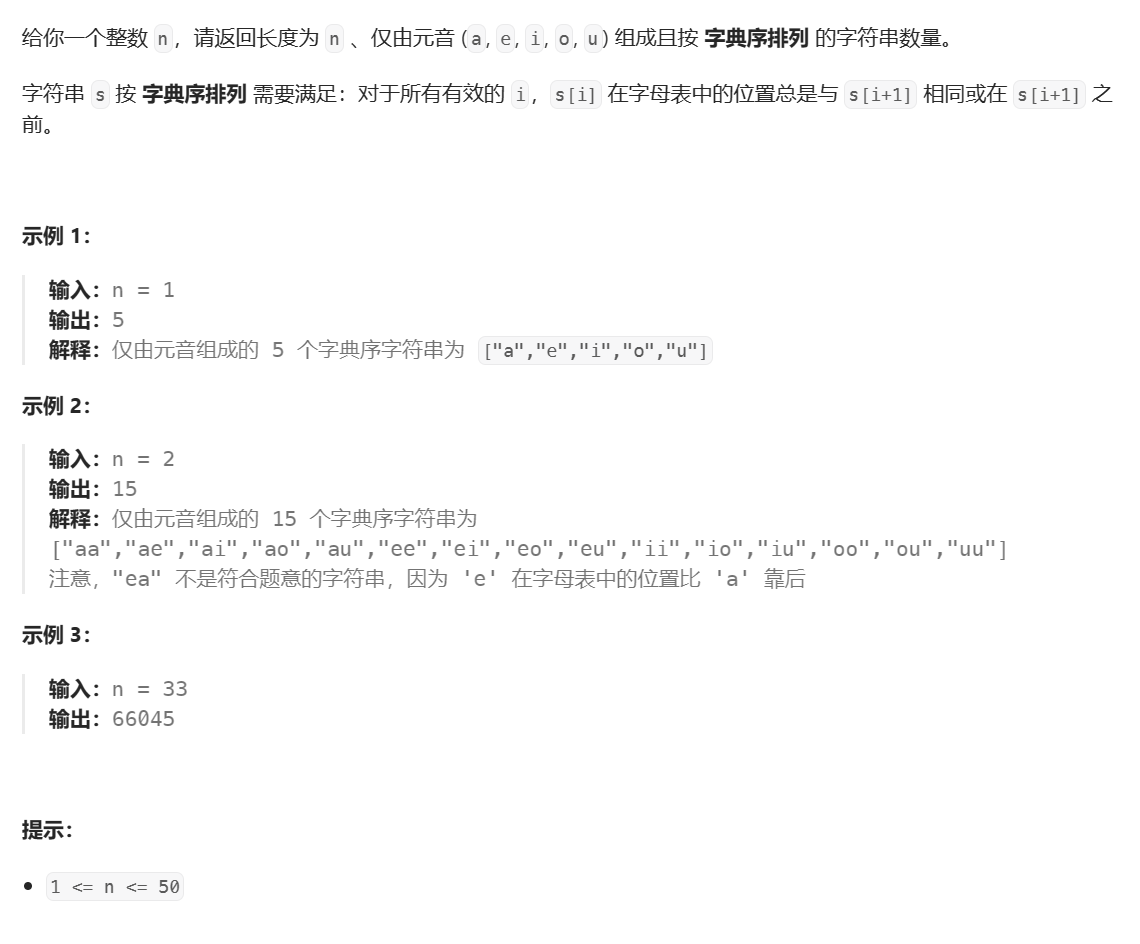 给你一个整数 n，请返回长度为 n 、仅由元音 (a, e, i, o, u) 组成且按 字典序排列 的字符串数量。
字符串 s 按 字典序排列 需要满足：对于所有有效的 i，s[i] 在字母表中的位置总是与 s[i+1] 相同或在 s[i+1] 之
前。
示例 1：
输入：n = 1
输出：5
解释：仅由元音组成的 5 个字典序字符串为 ["a","e","i","o","u"]
示例 2：
输入：n = 2
输出：15
解释：仅由元音组成的 15 个字典序字符串为
["aa","ae","ai","ao","au","ee","ei","eo","eu","ii","io","iu","oo","ou","uu"]
注意，"ea" 不是符合题意的字符串，因为 'e' 在字母表中的位置比 'a' 靠后
示例 3：
输入：n = 33
输出：66045
提示：
• 1 <= n <= 50